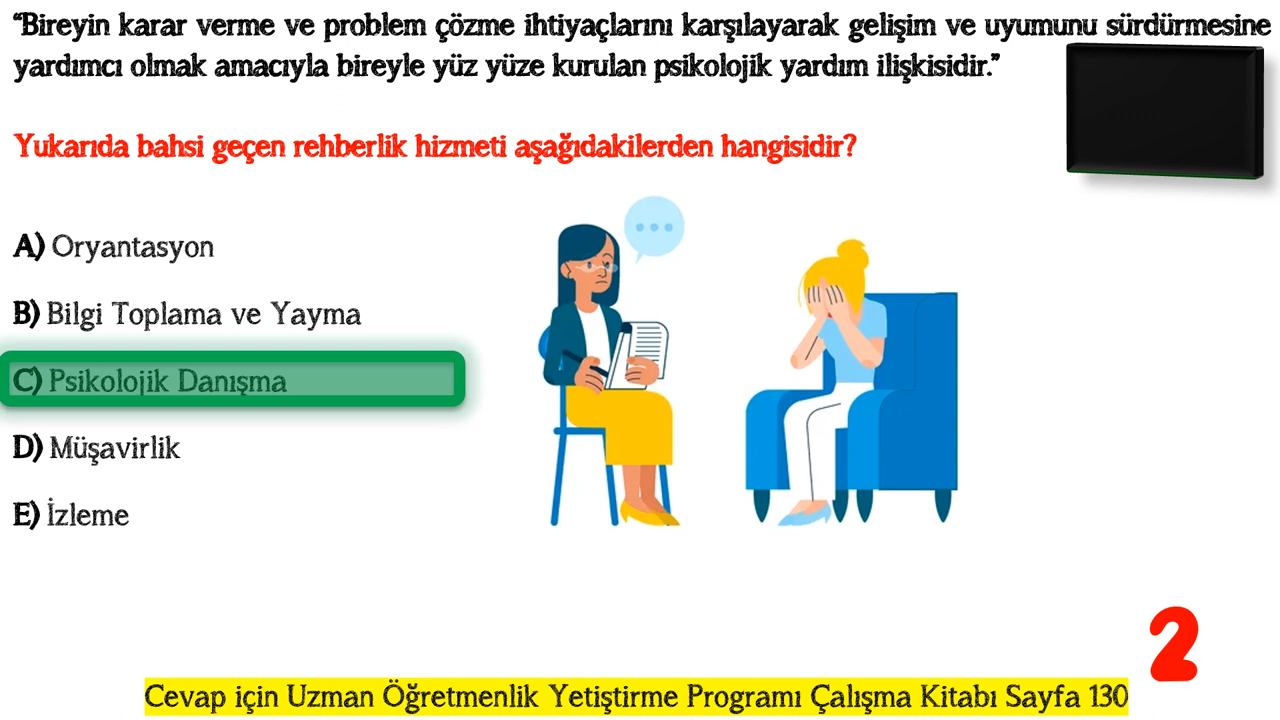 “Bireyin karar verme ve problem çözme ihtiyaçlarını karşılayarak gelişim ve uyumunu sürdürmesine
yardımcı olmak amacıyla bireyle yüz yüze kurulan psikolojik yardım ilişkisidir.”
Yukarıda bahsi geçen rehberlik hizmeti aşağıdakilerden hangisidir?
A) Oryantasyon
B) Bilgi Toplama ve Yayma
C) Psikolojik Danışma
D) Müşavirlik
E) İzleme
2
Cevap için Uzman Öğretmenlik Yetiştirme Programı Çalışma Kitabı Sayfa 130